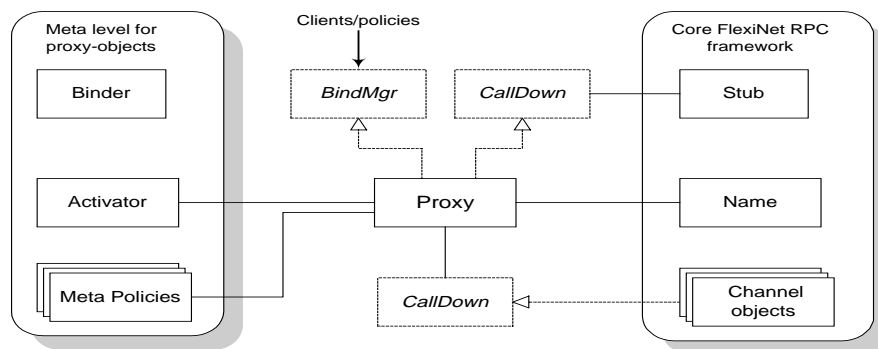 Meta level for
proxy-objects
Binder
Activator
Meta Policies
Clients/policies
BindMgr
CallDown
Proxy
CallDown
Core FlexiNet RPC
framework
Stub
Name
Channel
objects